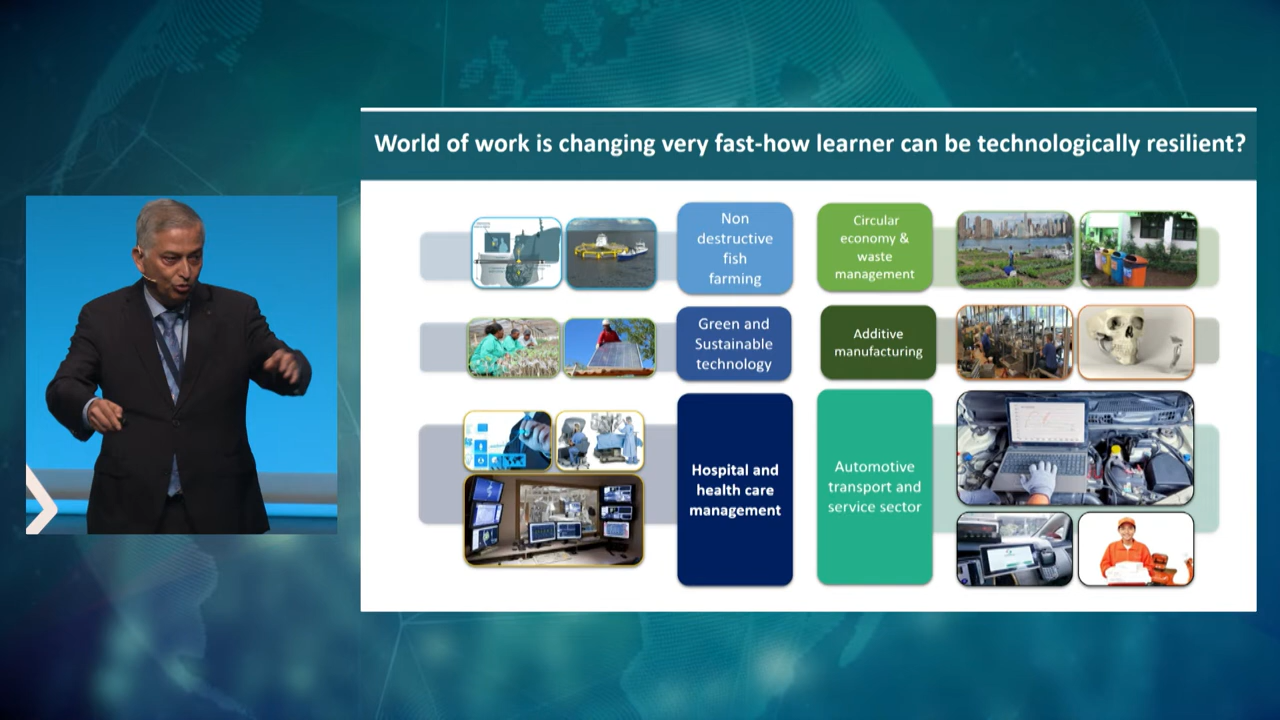 World of work is changing very fast-how learner can be technologically resilient?
Non
destructive
fish
farming
Circular
economy &
waste
management
Green and
Sustainable
technology
Additive
manufacturing
Hospital and
health care
management
Automotive
transport and
service sector